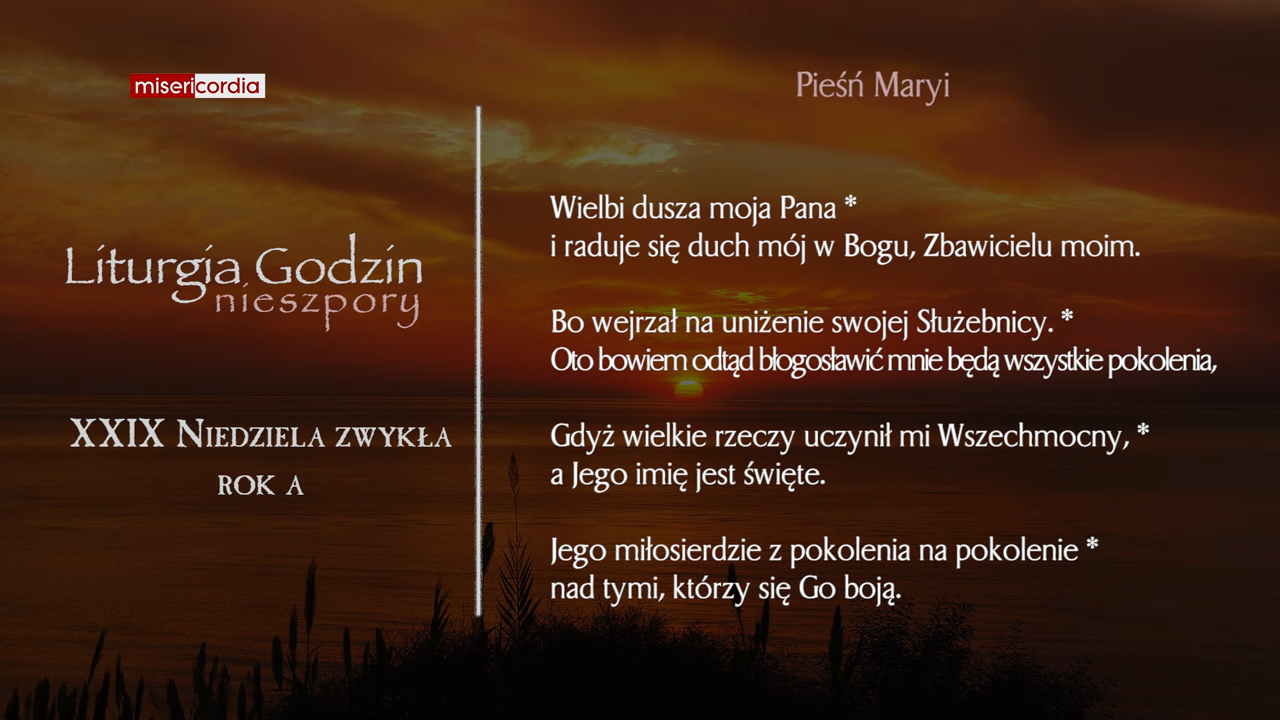 misericordia
Liturgia Godzin
nieszpory
XXIX Niedziela zwykła
rok A
Pieśń Maryi
Wielbi dusza moja Pana *
i raduje się duch mój w Bogu, Zbawicielu moim.
Bo wejrzał na uniżenie swojej Służebnicy. *
Oto bowiem odtąd błogosławić mnie będą wszystkie pokolenia,
Gdyż wielkie rzeczy uczynił mi Wszechmocny, *
a Jego imię jest święte.
Jego miłosierdzie z pokolenia na pokolenie *
nad tymi, którzy się Go boją.